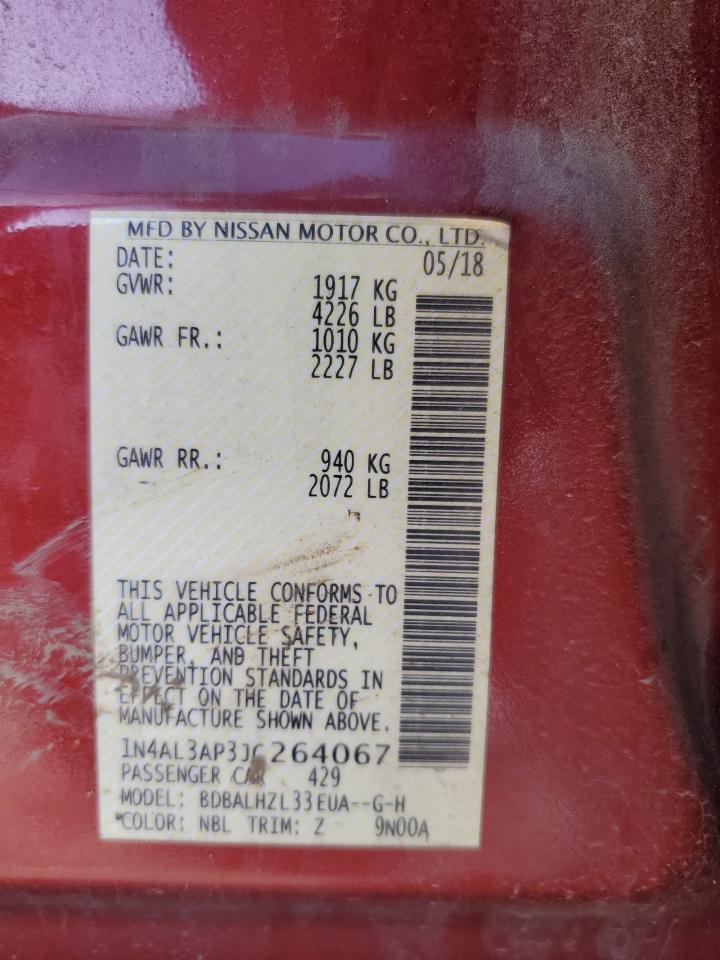 MFD BY NISSAN MOTOR CO., LTD.
DATE: 05/18
GVWR: 1917 KG
4226 LB
GAWR FR.: 1010 KG
2227 LB
GAWR RR.: 940 KG
2072 LB
THIS VEHICLE CONFORMS TO
ALL APPLICABLE FEDERAL
MOTOR VEHICLE SAFETY,
BUMPER, AND THEFT
PREVENTION STANDARDS IN
EFFECT ON THE DATE OF
MANUFACTURE SHOWN ABOVE.
1N4AL3AP3JC264067
PASSENGER CAR 429
MODEL: BDBALHZL33EUA--G-H
*COLOR: NBL TRIM: Z 9N00A